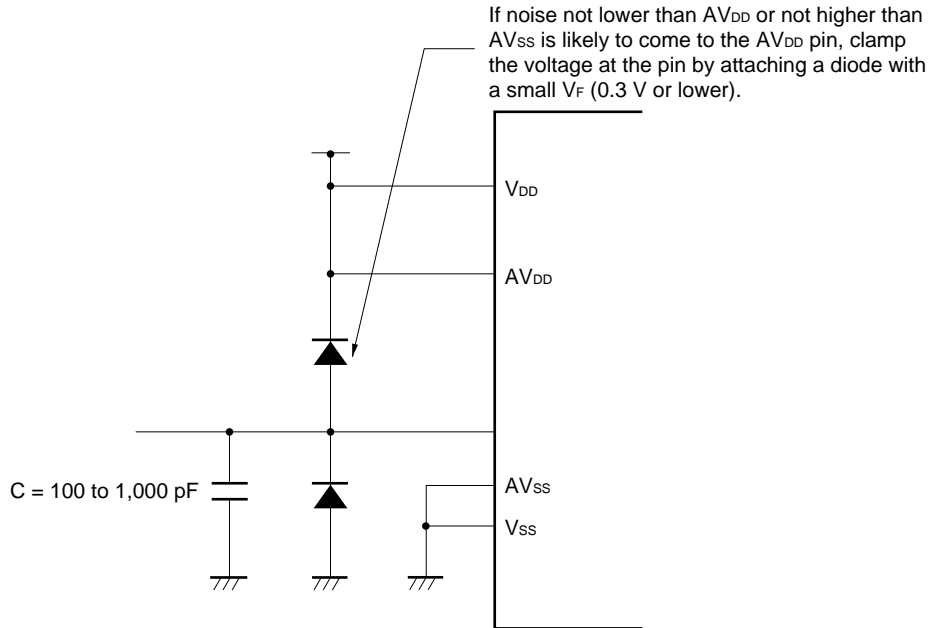 If noise not lower than AVDD or not higher than
AVSS is likely to come to the AVDD pin, clamp
the voltage at the pin by attaching a diode with
a small VF (0.3 V or lower).
VDD
AVDD
C = 100 to 1,000 pF
AVSS
VSS